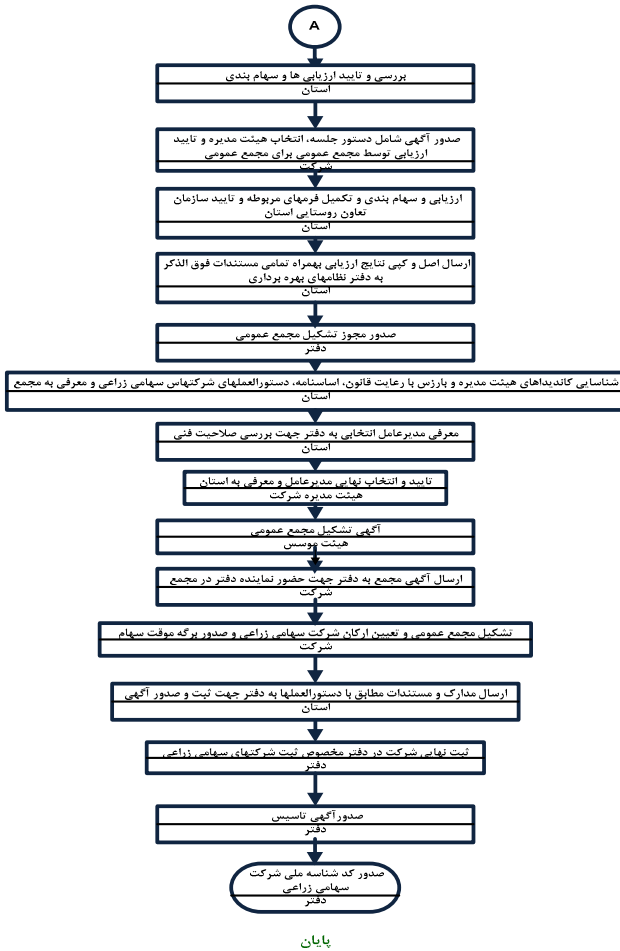 A
بررسی و تایید ارزیابی ها و سهام بندی
استان
صدور آگهی شامل دستور جلسه، انتخاب هیئت مدیره و تایید
ارزیابی توسط مجمع عمومی برای مجمع عمومی
شرکت
ارزیابی و سهام بندی و تکمیل فرمهای مربوطه و تایید سازمان
تعاون روستایی استان
استان
ارسال اصل و کپی نتایج ارزیابی بهمراه تمامی مستندات فوق الذکر
به دفتر نظامهای بهره برداری
استان
صدور مجوز تشکیل مجمع عمومی
دفتر
شناسایی کاندیداهای هیئت مدیره و بازرس با رعایت قانون، اساسنامه، دستورالعملهای شرکتهاس سهامی زراعی و معرفی به مجمع
استان
معرفی مدیرعامل انتخابی به دفتر جهت بررسی صلاحیت فنی
استان
تایید و انتخاب نهایی مدیرعامل و معرفی به استان
هیئت مدیره شرکت
آگهی تشکیل مجمع عمومی
هیئت موسس
ارسال آگهی مجمع به دفتر جهت حضور نماینده دفتر در مجمع
شرکت
تشکیل مجمع عمومی و تعیین ارکان شرکت سهامی زراعی و صدور برگه موقت سهام
شرکت
ارسال مدارک و مستندات مطابق با دستورالعملها به دفتر جهت ثبت و صدور آگهی
استان
ثبت نهایی شرکت در دفتر مخصوص ثبت شرکتهای سهامی زراعی
دفتر
صدورآگهی تاسیس
دفتر
صدور کد شناسه ملی شرکت
سهامی زراعی
دفتر
پایان